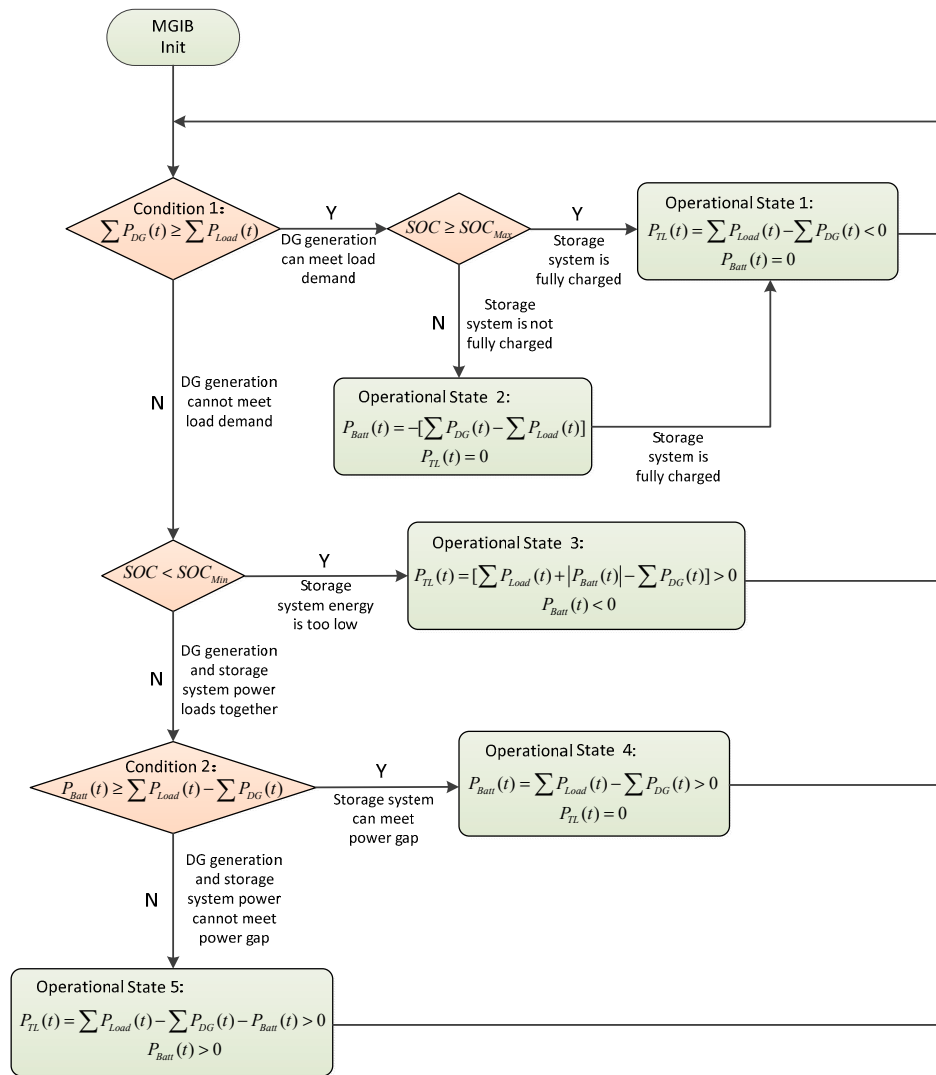 MGIB
Init
Condition 1：
∑ P_DG (t) ≥ ∑ P_Load (t)
Y
DG generation
can meet load
demand
SOC ≥ SOC_Max
Y
Storage
system is
fully charged
Operational State 1:
P_TL (t) = ∑ P_Load (t) − ∑ P_DG (t) < 0
P_Batt (t) = 0
N
Storage
system is not
fully charged
Operational State 2:
P_Batt (t) = −[∑ P_DG (t) − ∑ P_Load (t)]
P_TL (t) = 0
Storage
system is
fully charged
N
DG generation
cannot meet
load demand
SOC < SOC_Min
Y
Storage
system energy
is too low
Operational State 3:
P_TL (t) = [∑ P_Load (t) + |P_Batt (t)| − ∑ P_DG (t)] > 0
P_Batt (t) < 0
N
DG generation
and storage
system power
loads together
Condition 2：
P_Batt (t) ≥ ∑ P_Load (t) − ∑ P_DG (t)
Y
Storage system
can meet
power gap
Operational State 4:
P_Batt (t) = ∑ P_Load (t) − ∑ P_DG (t) > 0
P_TL (t) = 0
N
DG generation
and storage
system power
cannot meet
power gap
Operational State 5:
P_TL (t) = ∑ P_Load (t) − ∑ P_DG (t) − P_Batt (t) > 0
P_Batt (t) > 0